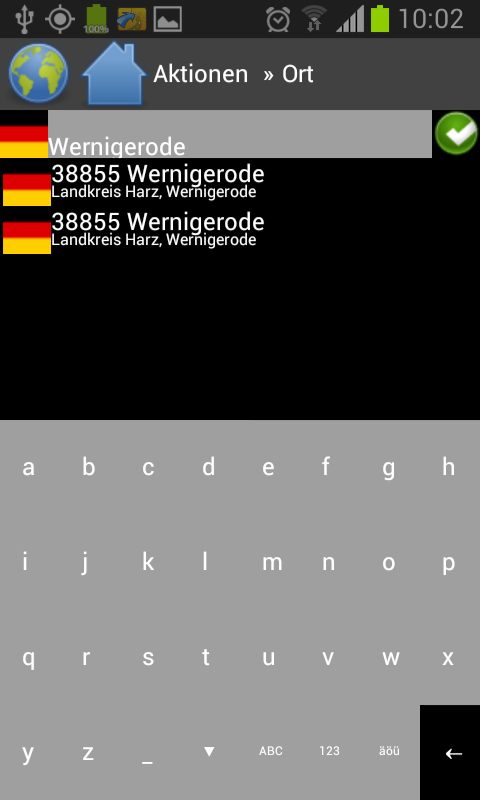 100%
10:02
Aktionen » Ort
Wernigerode
38855 Wernigerode
Landkreis Harz, Wernigerode
38855 Wernigerode
Landkreis Harz, Wernigerode
a b c d e f g h
i j k l m n o p
q r s t u v w x
y z _ ▼ ABC 123 äöü ←